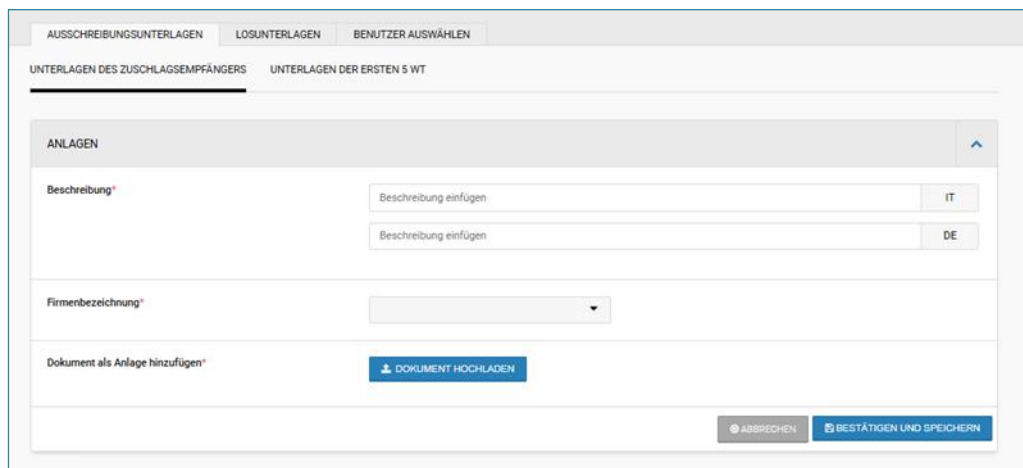 AUSSCHREIBUNGSUNTERLAGEN LOSUNTERLAGEN BENUTZER AUSWÄHLEN
UNTERLAGEN DES ZUSCHLAGSEMPFÄNGERS UNTERLAGEN DER ERSTEN 5 WT
ANLAGEN
Beschreibung*
Beschreibung einfügen IT
Beschreibung einfügen DE
Firmenbezeichnung*
Dokument als Anlage hinzufügen*
DOKUMENT HOCHLADEN
ABBRECHEN BESTÄTIGEN UND SPEICHERN